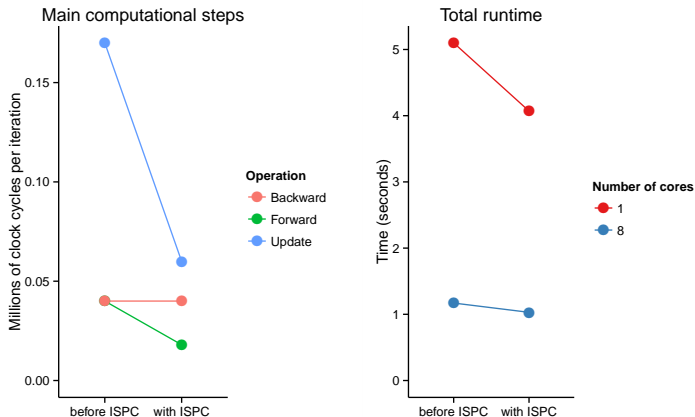 Main computational steps
Millions of clock cycles per iteration
0.15
0.10
0.05
0.00
before ISPC
with ISPC
Operation
Backward
Forward
Update
Total runtime
Time (seconds)
5
4
3
2
1
0
before ISPC
with ISPC
Number of cores
1
8